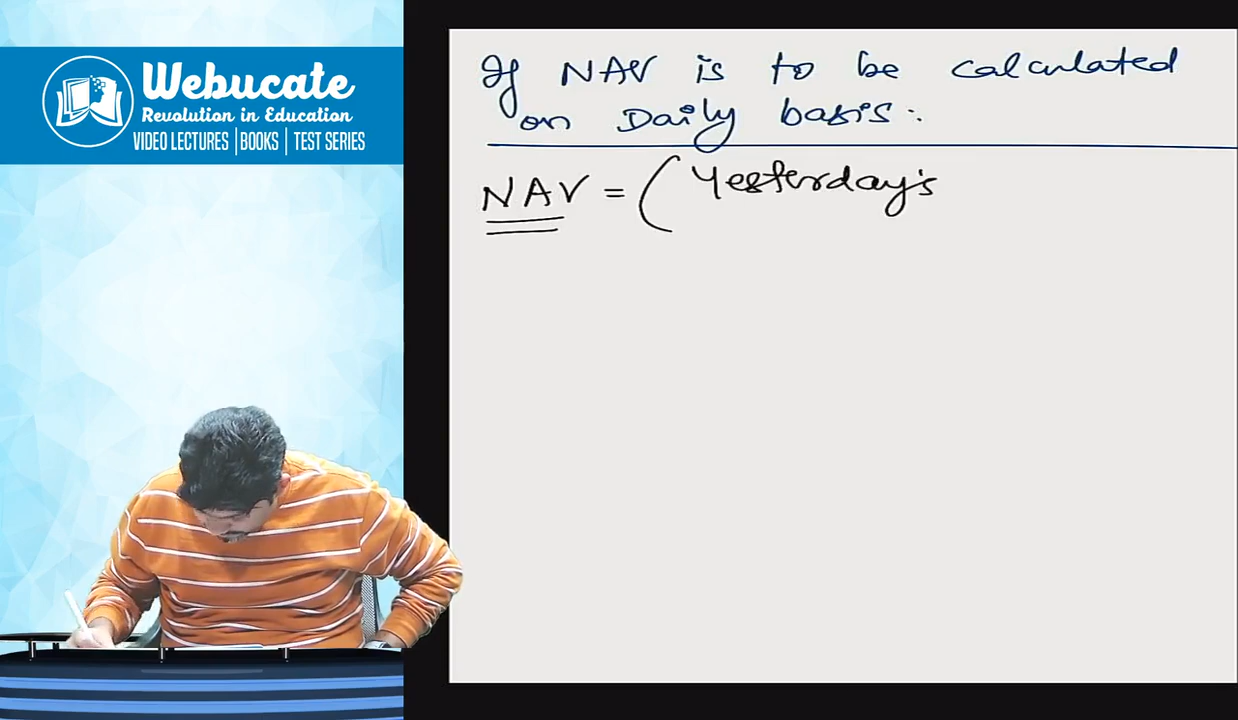 Webucate
Revolution in Education
VIDEO LECTURES | BOOKS | TEST SERIES
If NAV is to be calculated
on Daily basis:
NAV = ( Yesterday's